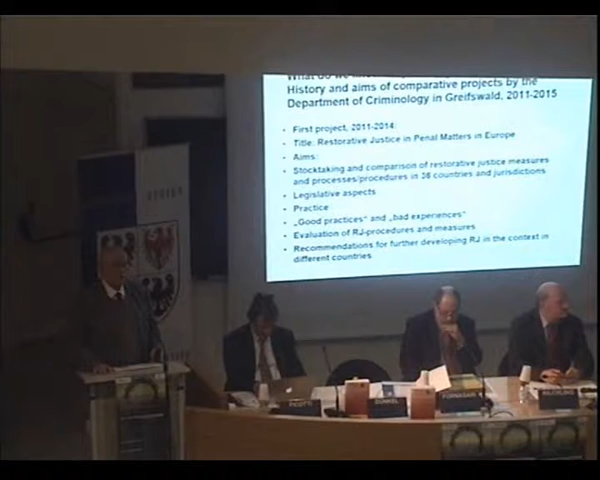 History and aims of comparative projects by the
Department of Criminology in Greifswald, 2011-2015
• First project, 2011-2014:
• Title: Restorative Justice in Penal Matters in Europe
• Aims:
• Stocktaking and comparison of restorative justice measures
and processes/procedures in 36 countries and jurisdictions
• Legislative aspects
• Practice
• „Good practices" and „bad experiences"
• Evaluation of RJ-procedures and measures
• Recommendations for further developing RJ in the context in
different countries
PICOTTI
DÜNKEL
FORNASARI